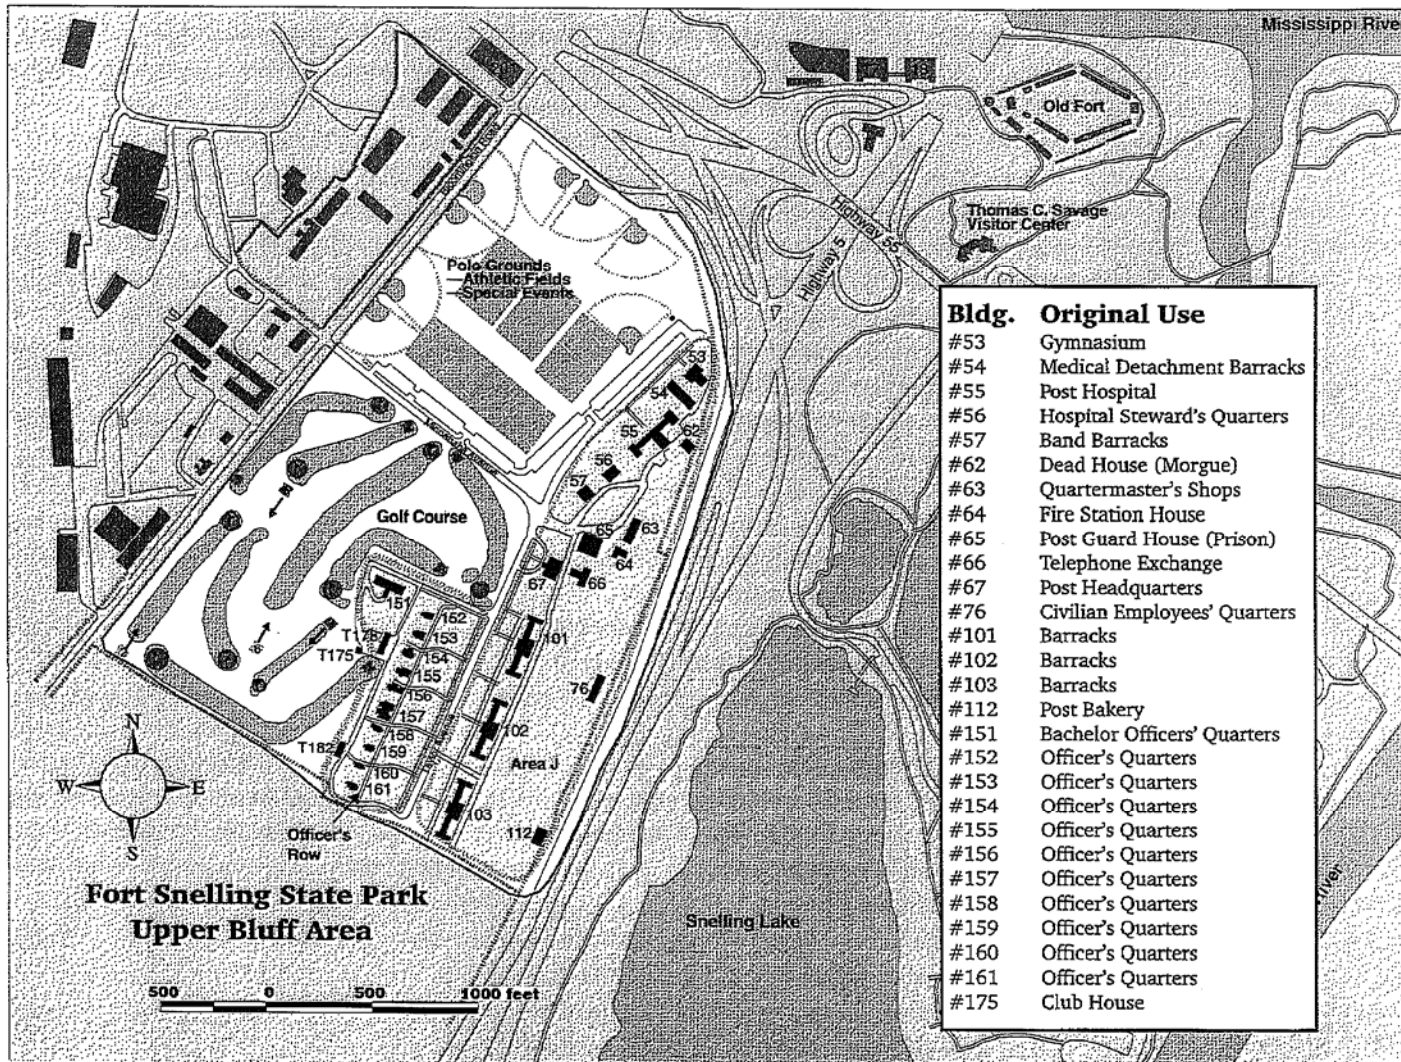 Mississippi River
Old Fort
Thomas C. Savage
Visitor Center
Highway 55
Highway 5
Polo Grounds
Athletic Fields
Special Events
Golf Course
53
54
55
62
56
57
65
63
64
67
66
151
152
T178
153
101
T175
154
155
76
156
157
158
102
T182
159
Area J
160
161
103
112
Officer's
Row
N
W
E
S
Fort Snelling State Park
Upper Bluff Area
500 0 500 1000 feet
Snelling Lake
River
Bldg. Original Use
#53 Gymnasium
#54 Medical Detachment Barracks
#55 Post Hospital
#56 Hospital Steward's Quarters
#57 Band Barracks
#62 Dead House (Morgue)
#63 Quartermaster's Shops
#64 Fire Station House
#65 Post Guard House (Prison)
#66 Telephone Exchange
#67 Post Headquarters
#76 Civilian Employees' Quarters
#101 Barracks
#102 Barracks
#103 Barracks
#112 Post Bakery
#151 Bachelor Officers' Quarters
#152 Officer's Quarters
#153 Officer's Quarters
#154 Officer's Quarters
#155 Officer's Quarters
#156 Officer's Quarters
#157 Officer's Quarters
#158 Officer's Quarters
#159 Officer's Quarters
#160 Officer's Quarters
#161 Officer's Quarters
#175 Club House